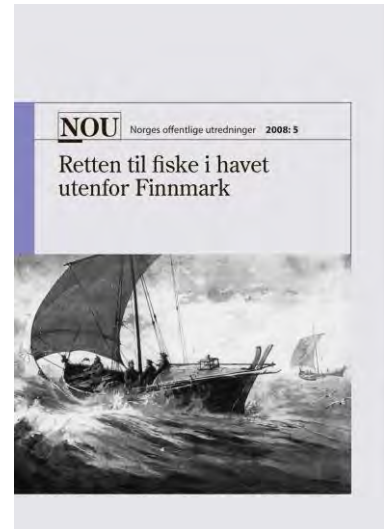 NOU Norges offentlige utredninger 2008: 5
Retten til fiske i havet
utenfor Finnmark